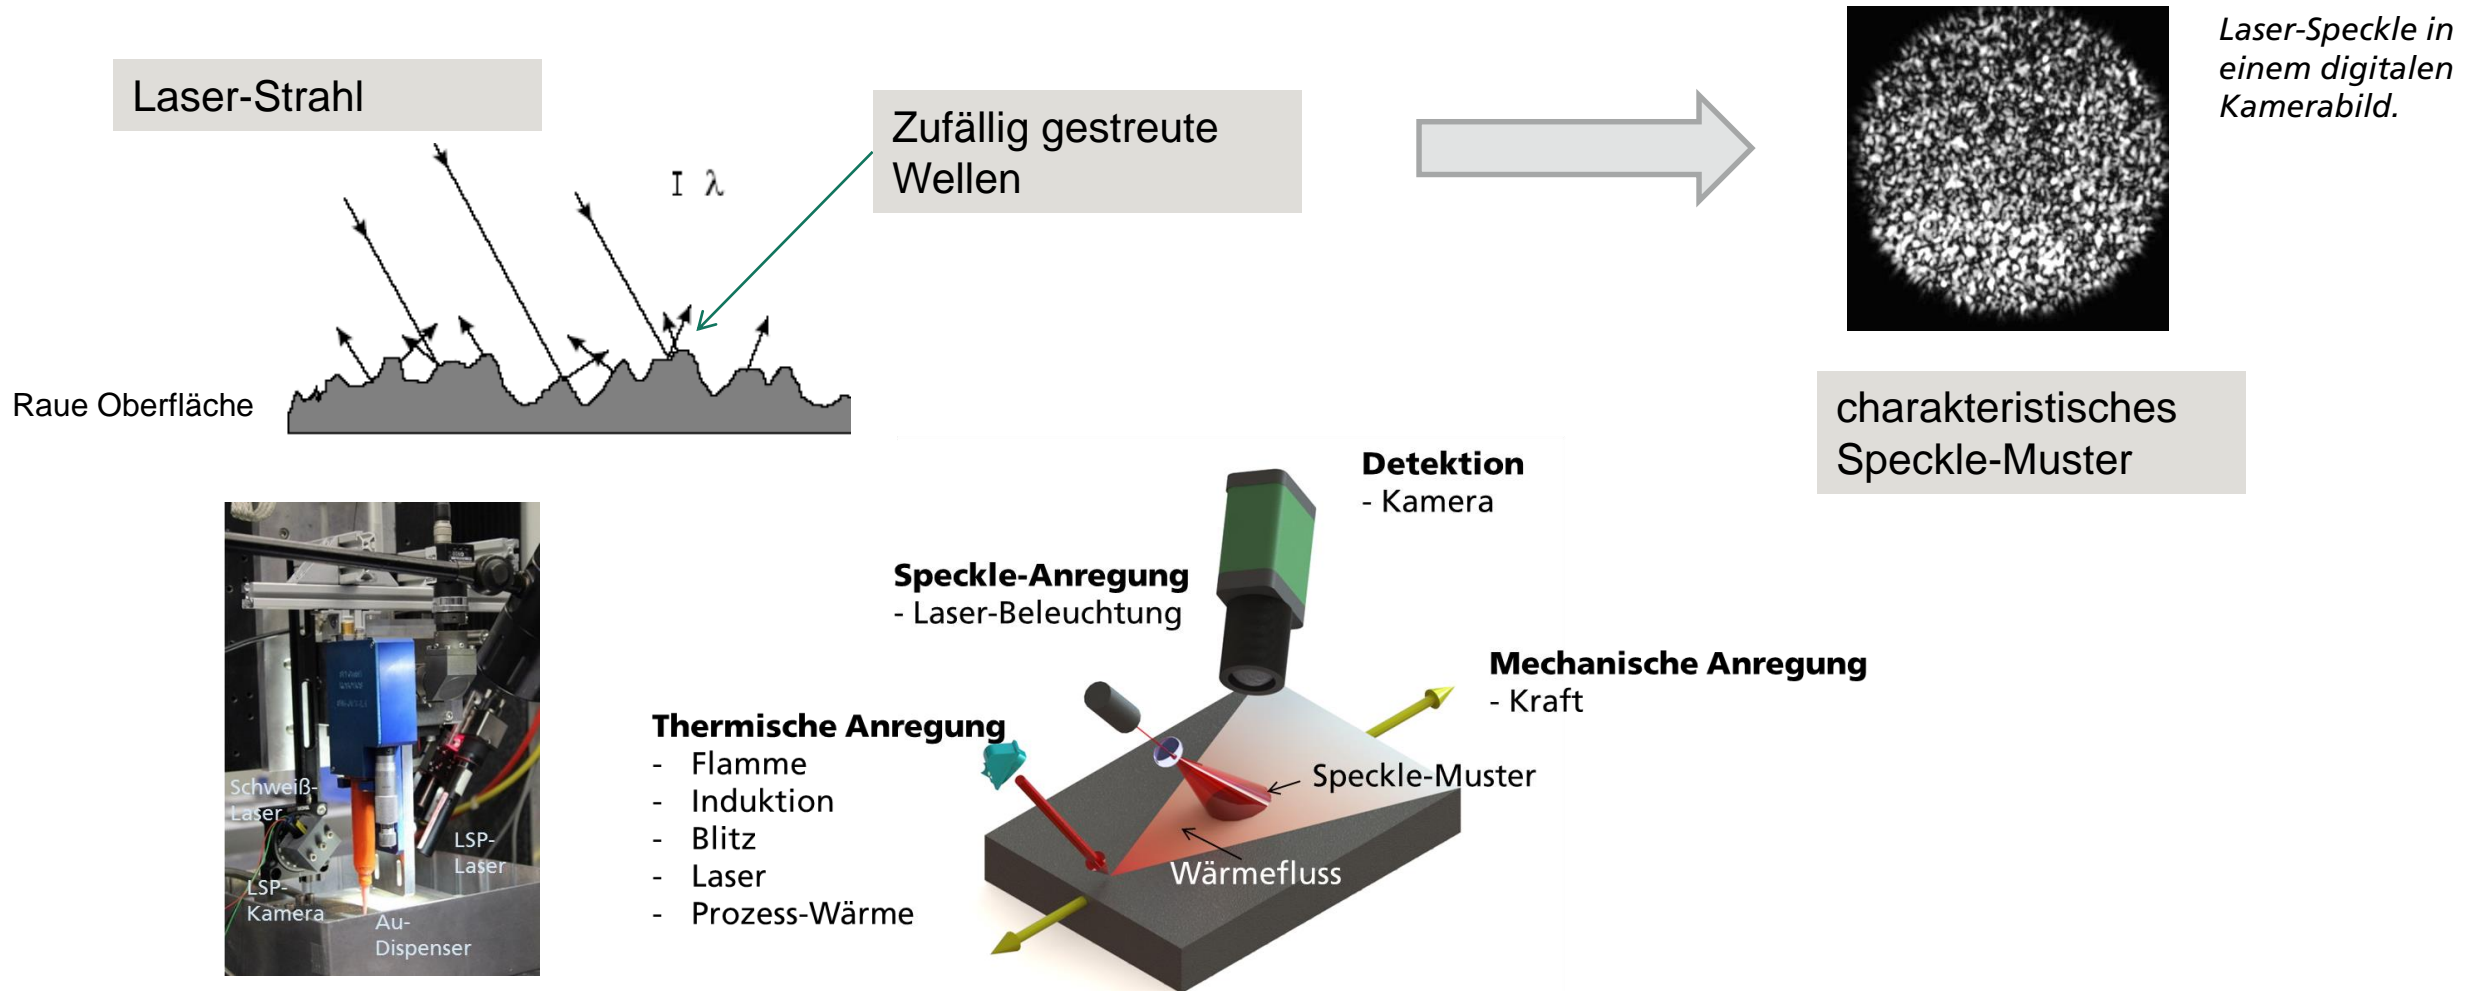 Laser-Strahl
Zufällig gestreute
Wellen
I λ
Raue Oberfläche
Laser-Speckle in
einem digitalen
Kamerabild.
charakteristisches
Speckle-Muster
Schweiß-
Laser
LSP-
Laser
LSP-
Kamera
Au-
Dispenser
Detektion
- Kamera
Speckle-Anregung
- Laser-Beleuchtung
Mechanische Anregung
- Kraft
Thermische Anregung
- Flamme
- Induktion
- Blitz
- Laser
- Prozess-Wärme
Speckle-Muster
Wärmefluss